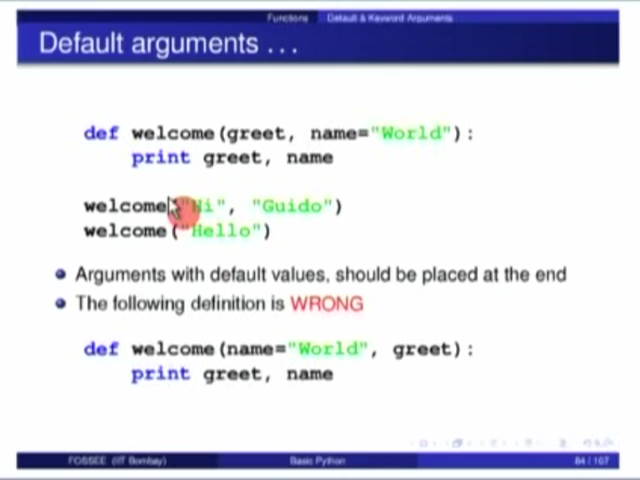 Functions Default & Keyword Arguments
Default arguments . . .
def welcome(greet, name="World"):
print greet, name
welcome("Hi", "Guido")
welcome("Hello")
Arguments with default values, should be placed at the end
The following definition is WRONG
def welcome(name="World", greet):
print greet, name
FOSSEE (IIT Bombay) Basic Python 84 / 167